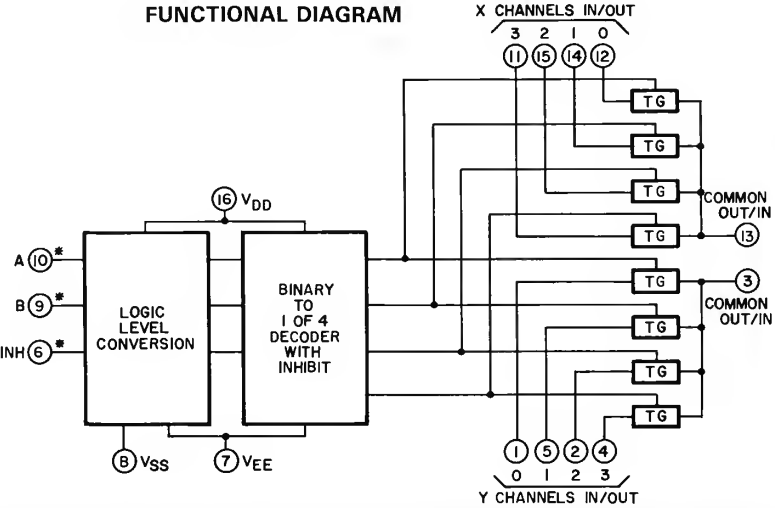 FUNCTIONAL DIAGRAM
X CHANNELS IN/OUT
3 2 1 0
11 15 14 12
TG
TG
TG
TG
COMMON
OUT/IN
13
16 VDD
A 10 *
B 9 *
INH 6 *
LOGIC
LEVEL
CONVERSION
BINARY
TO
1 OF 4
DECODER
WITH
INHIBIT
8 VSS
7 VEE
TG
TG
TG
TG
3
COMMON
OUT/IN
1 5 2 4
0 1 2 3
Y CHANNELS IN/OUT